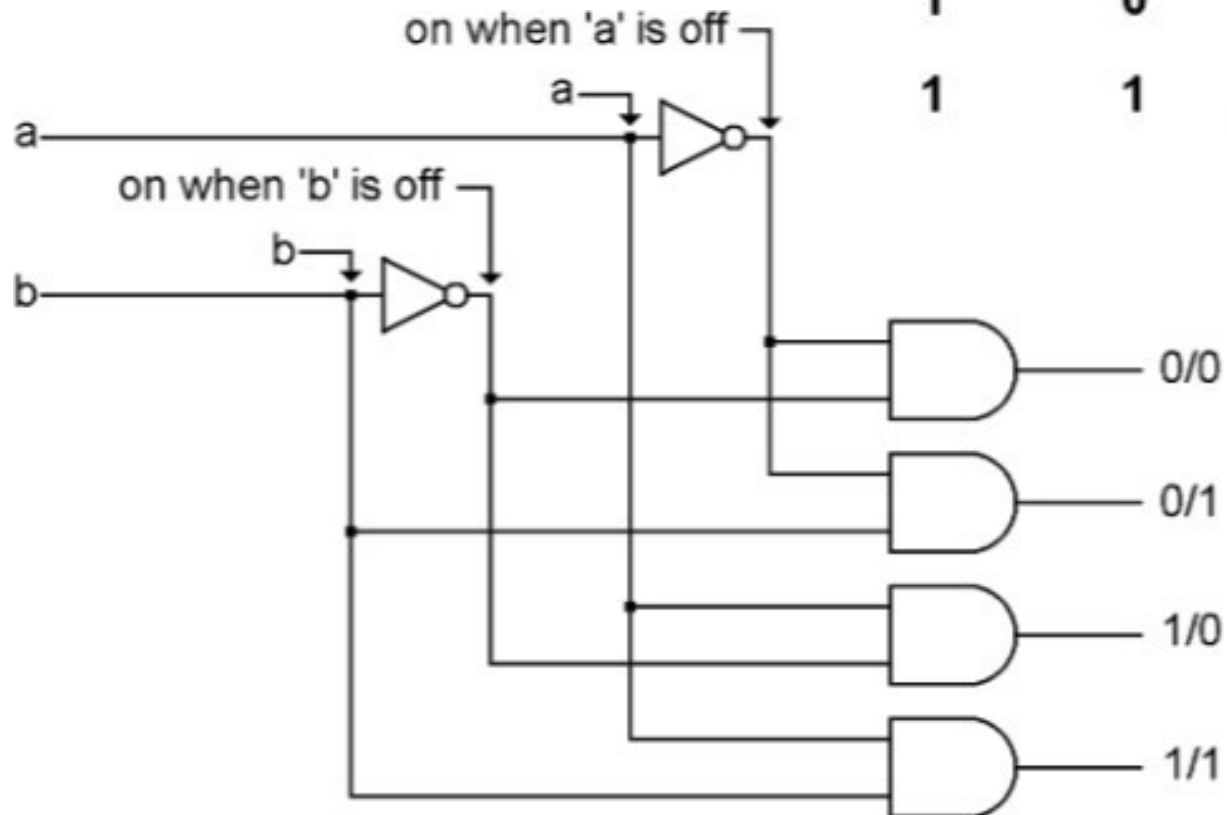 1 0
on when 'a' is off
a
1 1
a
on when 'b' is off
b
b
0/0
0/1
1/0
1/1